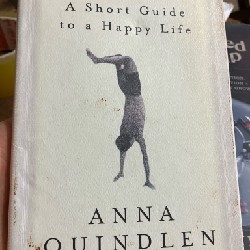 A Short Guide
to a Happy Life
ANNA
QUINDLEN